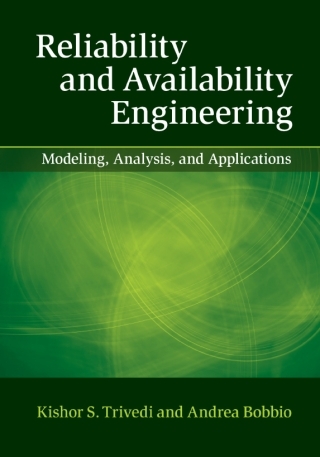 Reliability
and Availability
Engineering
Modeling, Analysis, and Applications
Kishor S. Trivedi and Andrea Bobbio